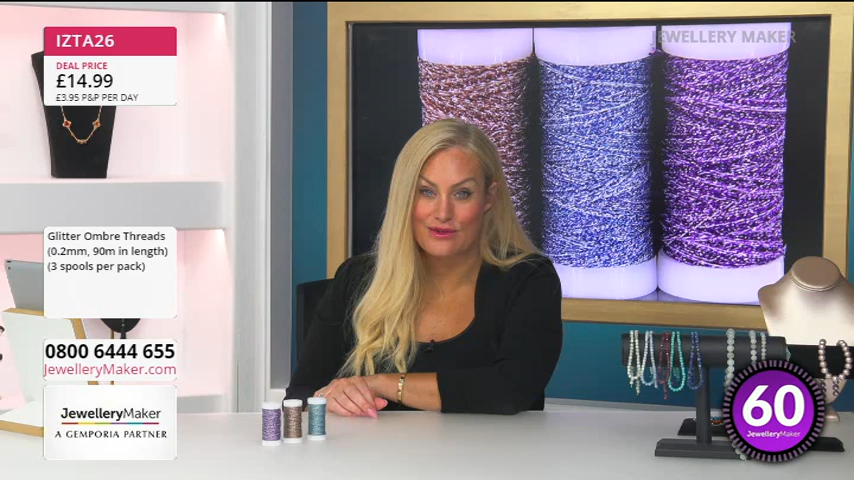 IZTA26
DEAL PRICE
£14.99
£3.95 P&P PER DAY
JEWELLERY MAKER
Glitter Ombre Threads
(0.2mm, 90m in length)
(3 spools per pack)
0800 6444 655
JewelleryMaker.com
JewelleryMaker
A GEMPORIA PARTNER
60
JewelleryMaker